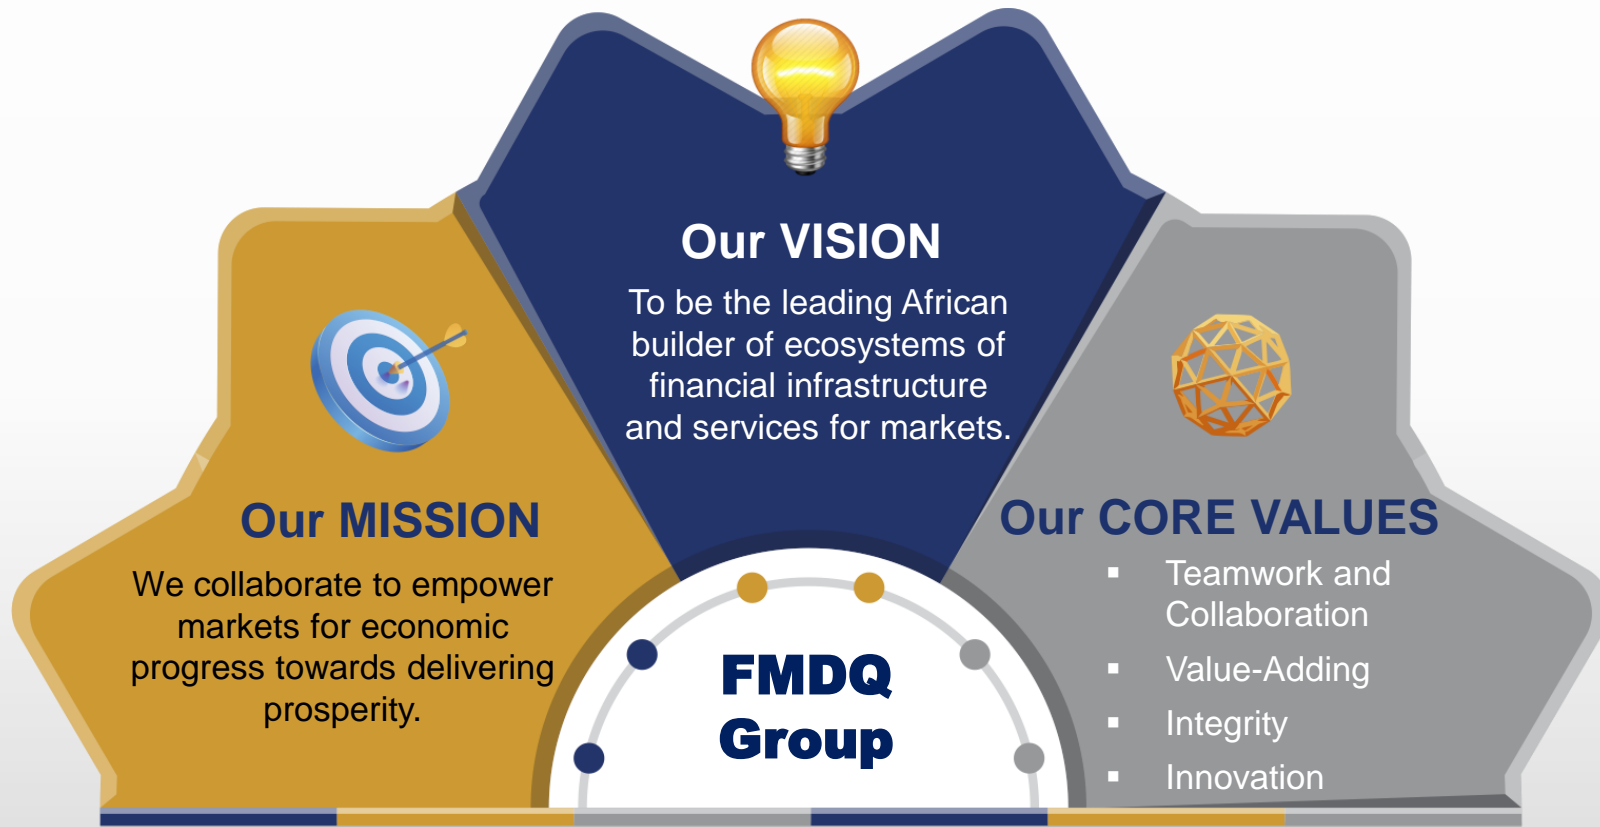 Our VISION
To be the leading African
builder of ecosystems of
financial infrastructure
and services for markets.
Our MISSION
We collaborate to empower
markets for economic
progress towards delivering
prosperity.
Our CORE VALUES
▪ Teamwork and
Collaboration
▪ Value-Adding
▪ Integrity
▪ Innovation
FMDQ
Group